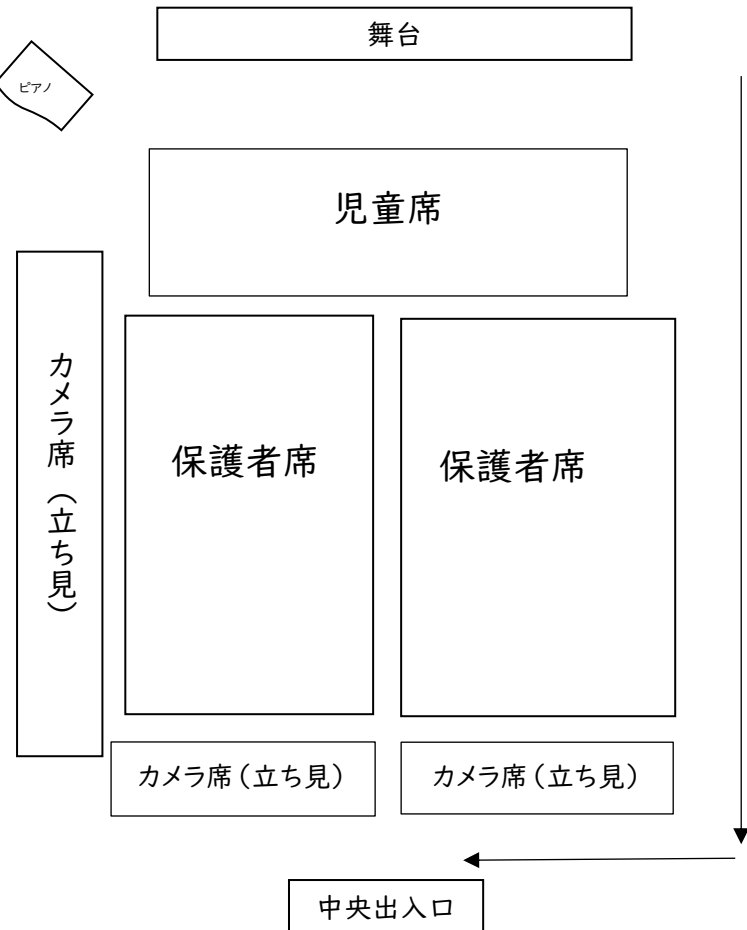 舞台
ピアノ
児童席
カメラ席（立ち見）
保護者席
保護者席
カメラ席（立ち見）
カメラ席（立ち見）
中央出入口